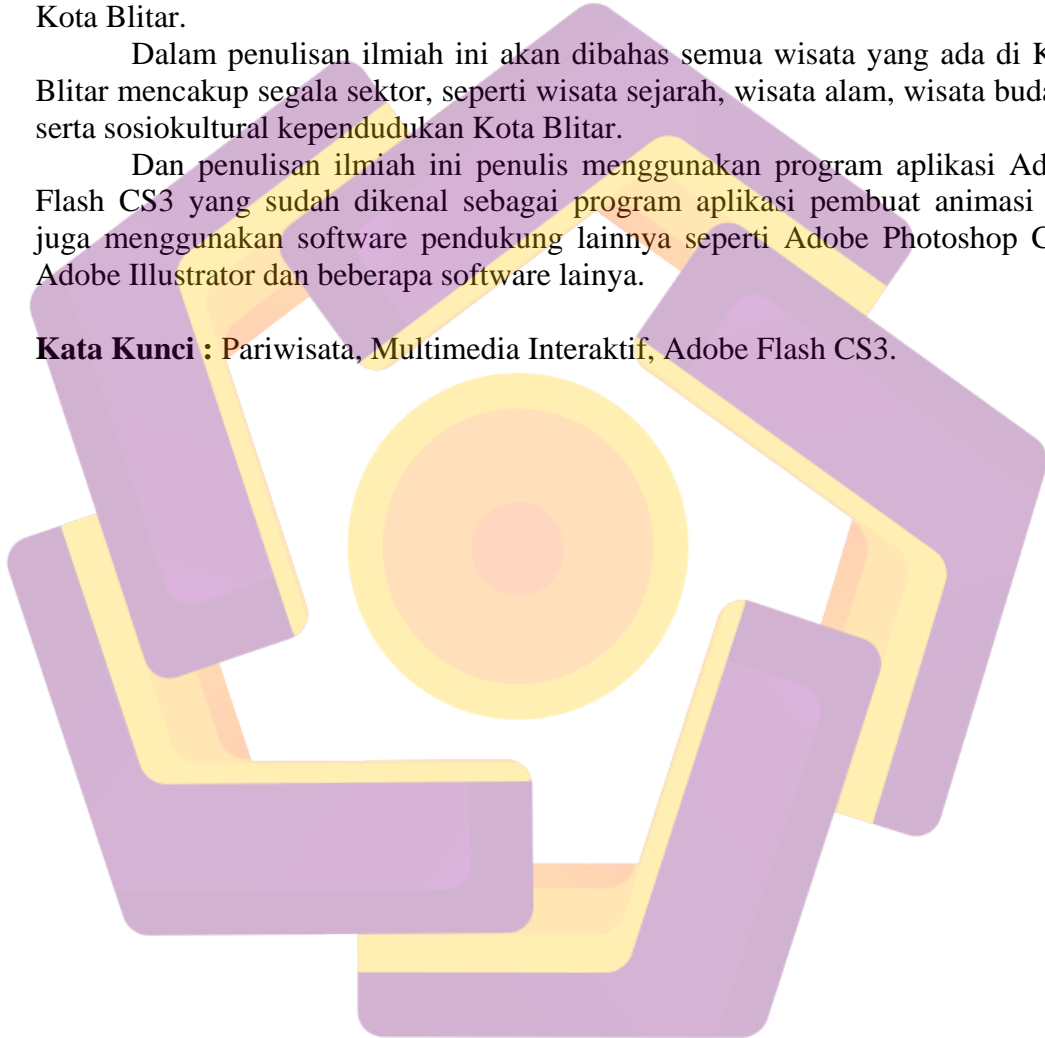 Kota Blitar.
Dalam penulisan ilmiah ini akan dibahas semua wisata yang ada di
Blitar mencakup segala sektor, seperti wisata sejarah, wisata alam, wisata
serta sosiokultural kependudukan Kota Blitar.
Dan penulisan ilmiah ini penulis menggunakan program aplikasi
Flash CS3 yang sudah dikenal sebagai program aplikasi pembuat animasi
juga menggunakan software pendukung lainnya seperti Adobe Photoshop
Adobe Illustrator dan beberapa software lainya.
Kata Kunci : Pariwisata, Multimedia Interaktif, Adobe Flash CS3.